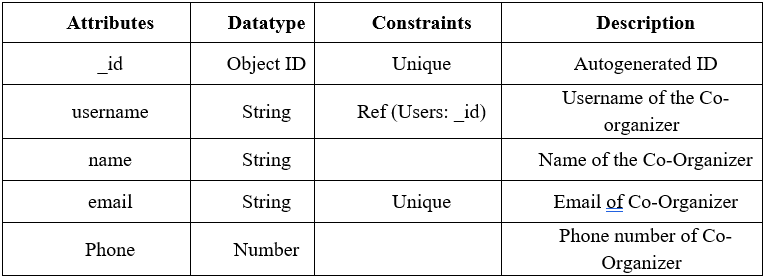 Attributes Datatype Constraints Description
_id Object ID Unique Autogenerated ID
username String Ref (Users: _id) Username of the Co-
organizer
name String Name of the Co-Organizer
email String Unique Email of Co-Organizer
Phone Number Phone number of Co-
Organizer